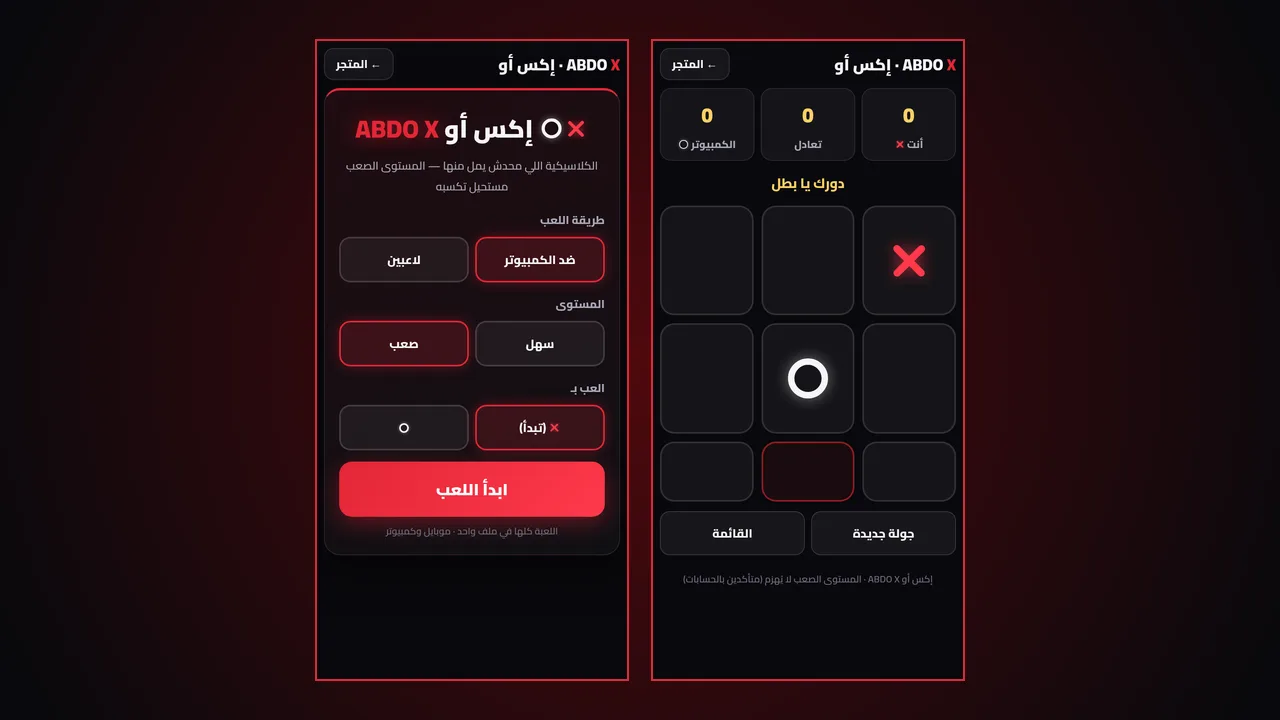 ABDO X · إكس أو
← المتجر
❌⭕ إكس أو ABDO X
الكلاسيكية اللي محدش يمل منها — المستوى الصعب
مستحيل تكسبه
طريقة اللعب
ضد الكمبيوتر
لاعبين
المستوى
سهل
صعب
العب بـ
❌ (تبدأ)
⭕
ابدأ اللعب
اللعبة كلها في ملف واحد · موبايل وكمبيوتر
ABDO X · إكس أو
← المتجر
0
0
0
أنت ❌
تعادل
الكمبيوتر ⭕
دورك يا بطل
جولة جديدة
القائمة
إكس أو ABDO X · المستوى الصعب لا يُهزم (متأكدين بالحسابات)